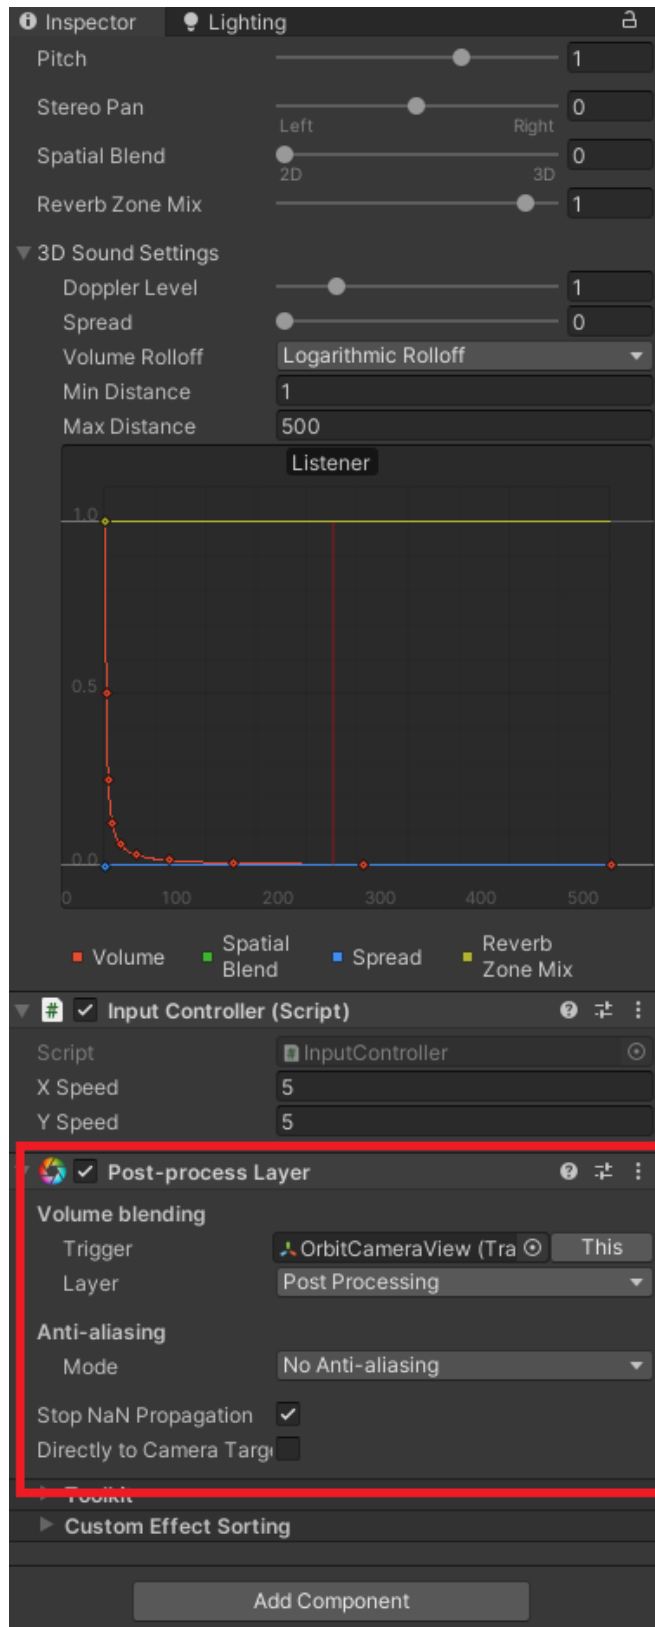 Inspector Lighting
Pitch 1
Stereo Pan 0
Left Right
Spatial Blend 0
2D 3D
Reverb Zone Mix 1
3D Sound Settings
Doppler Level 1
Spread 0
Volume Rolloff Logarithmic Rolloff
Min Distance 1
Max Distance 500
Listener
1.0
0.5
0.0
0 100 200 300 400 500
Volume Spatial Blend Spread Reverb Zone Mix
# Input Controller (Script)
Script # InputController
X Speed 5
Y Speed 5
Post-process Layer
Volume blending
Trigger OrbitCameraView (Tra This
Layer Post Processing
Anti-aliasing
Mode No Anti-aliasing
Stop NaN Propagation
Directly to Camera Targ
Toolkit
Custom Effect Sorting
Add Component